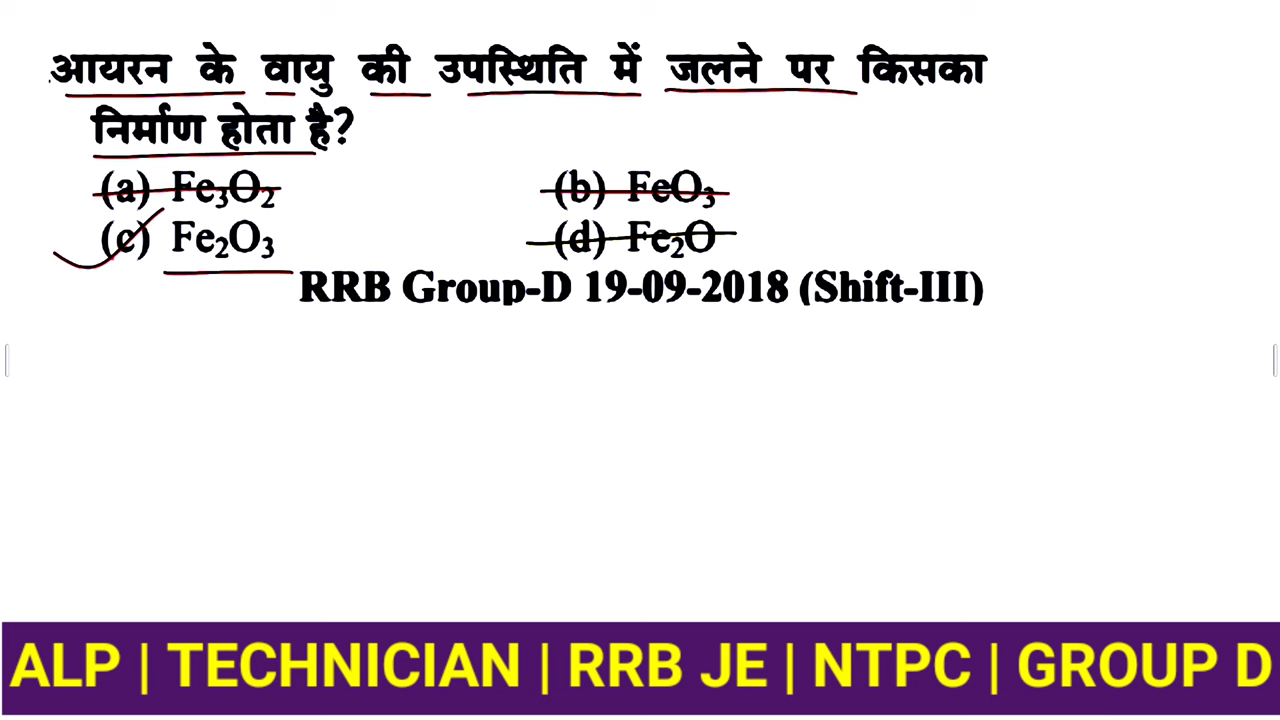 आयरन के वायु की उपस्थिति में जलने पर किसका
निर्माण होता है?
(a) Fe₃O₂ (b) FeO₃
(c) Fe₂O₃ (d) Fe₂O
RRB Group-D 19-09-2018 (Shift-III)
ALP | TECHNICIAN | RRB JE | NTPC | GROUP D